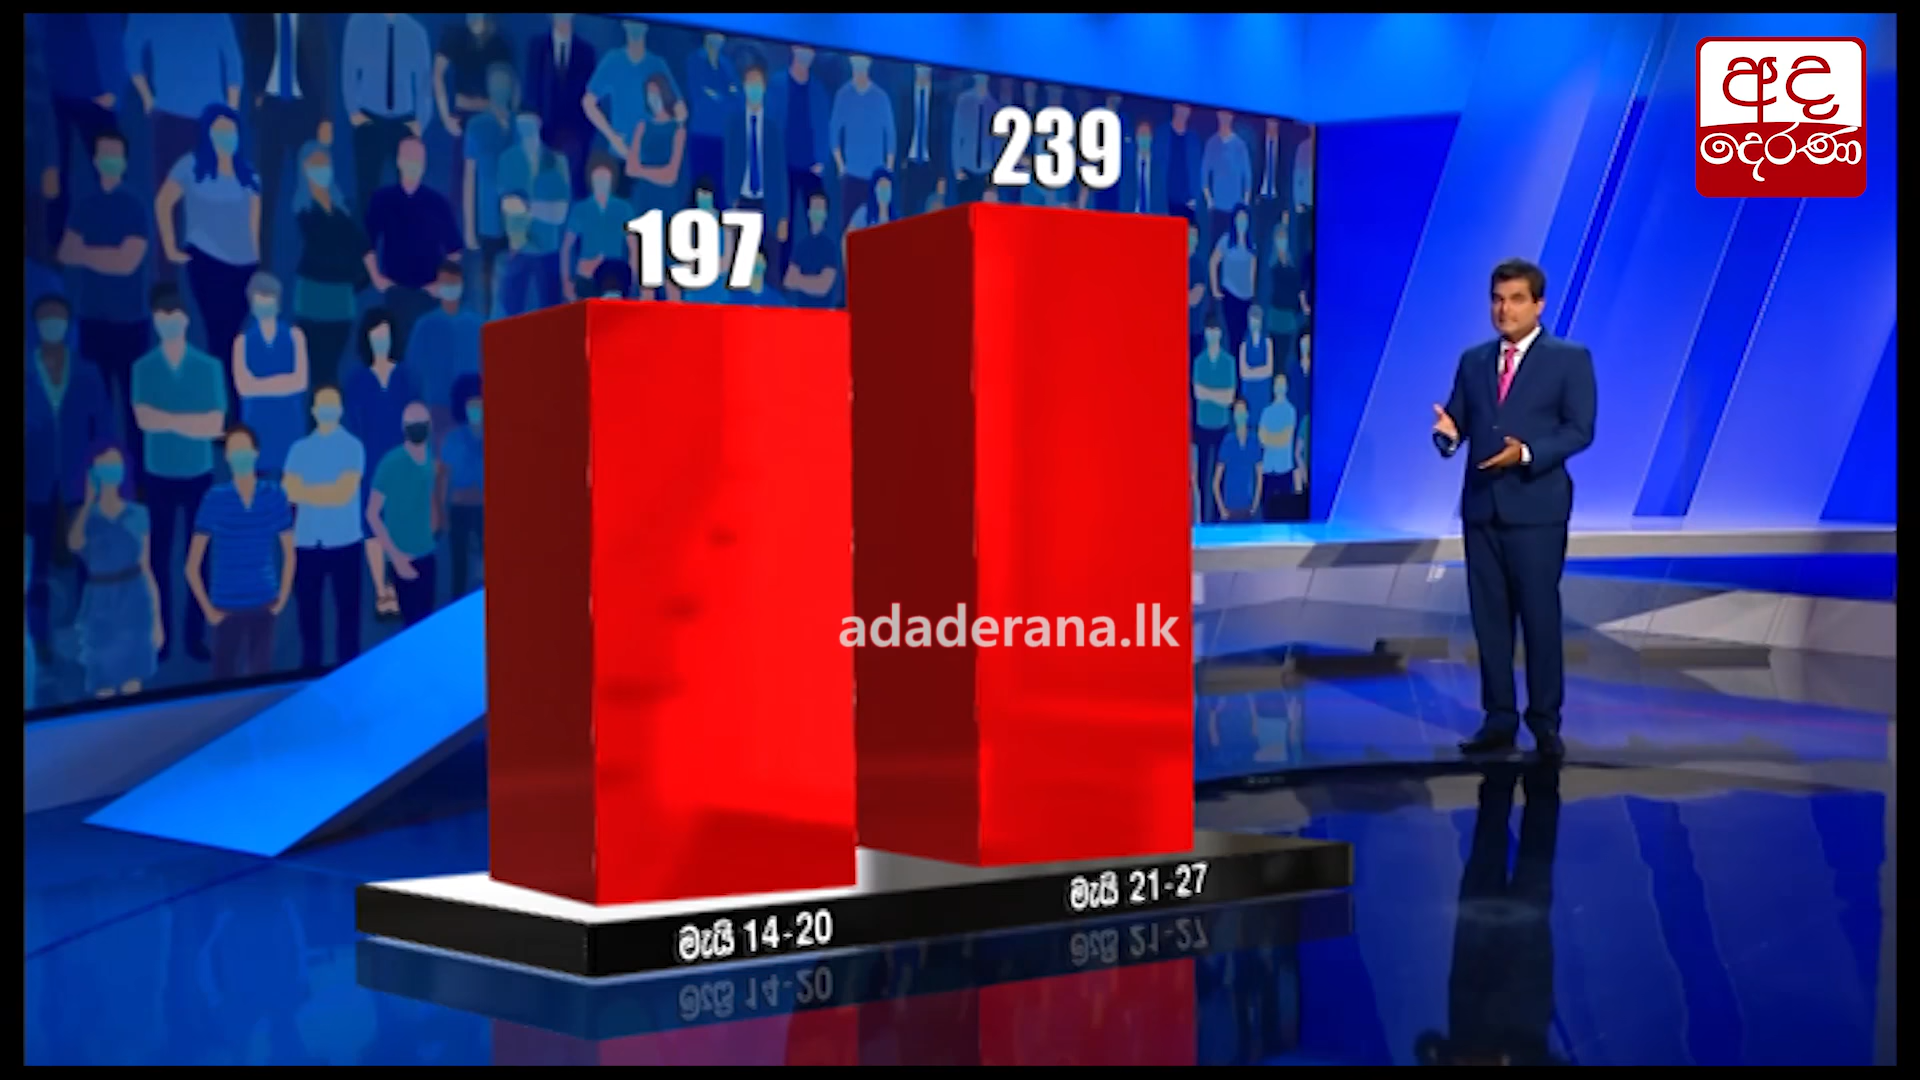 අද
දෙරණ
239
197
adaderana.lk
මැයි 21-27
මැයි 14-20